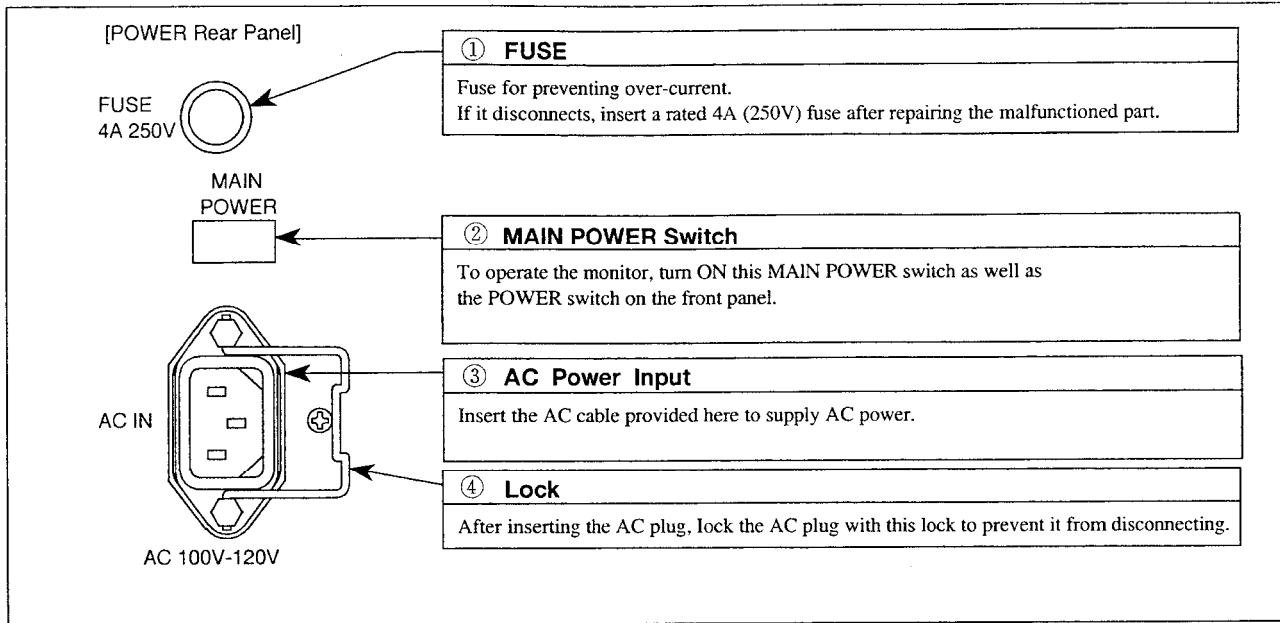 [POWER Rear Panel]
FUSE
4A 250V
① FUSE
Fuse for preventing over-current.
If it disconnects, insert a rated 4A (250V) fuse after repairing the malfunctioned part.
MAIN
POWER
② MAIN POWER Switch
To operate the monitor, turn ON this MAIN POWER switch as well as
the POWER switch on the front panel.
AC IN
③ AC Power Input
Insert the AC cable provided here to supply AC power.
④ Lock
After inserting the AC plug, lock the AC plug with this lock to prevent it from disconnecting.
AC 100V-120V